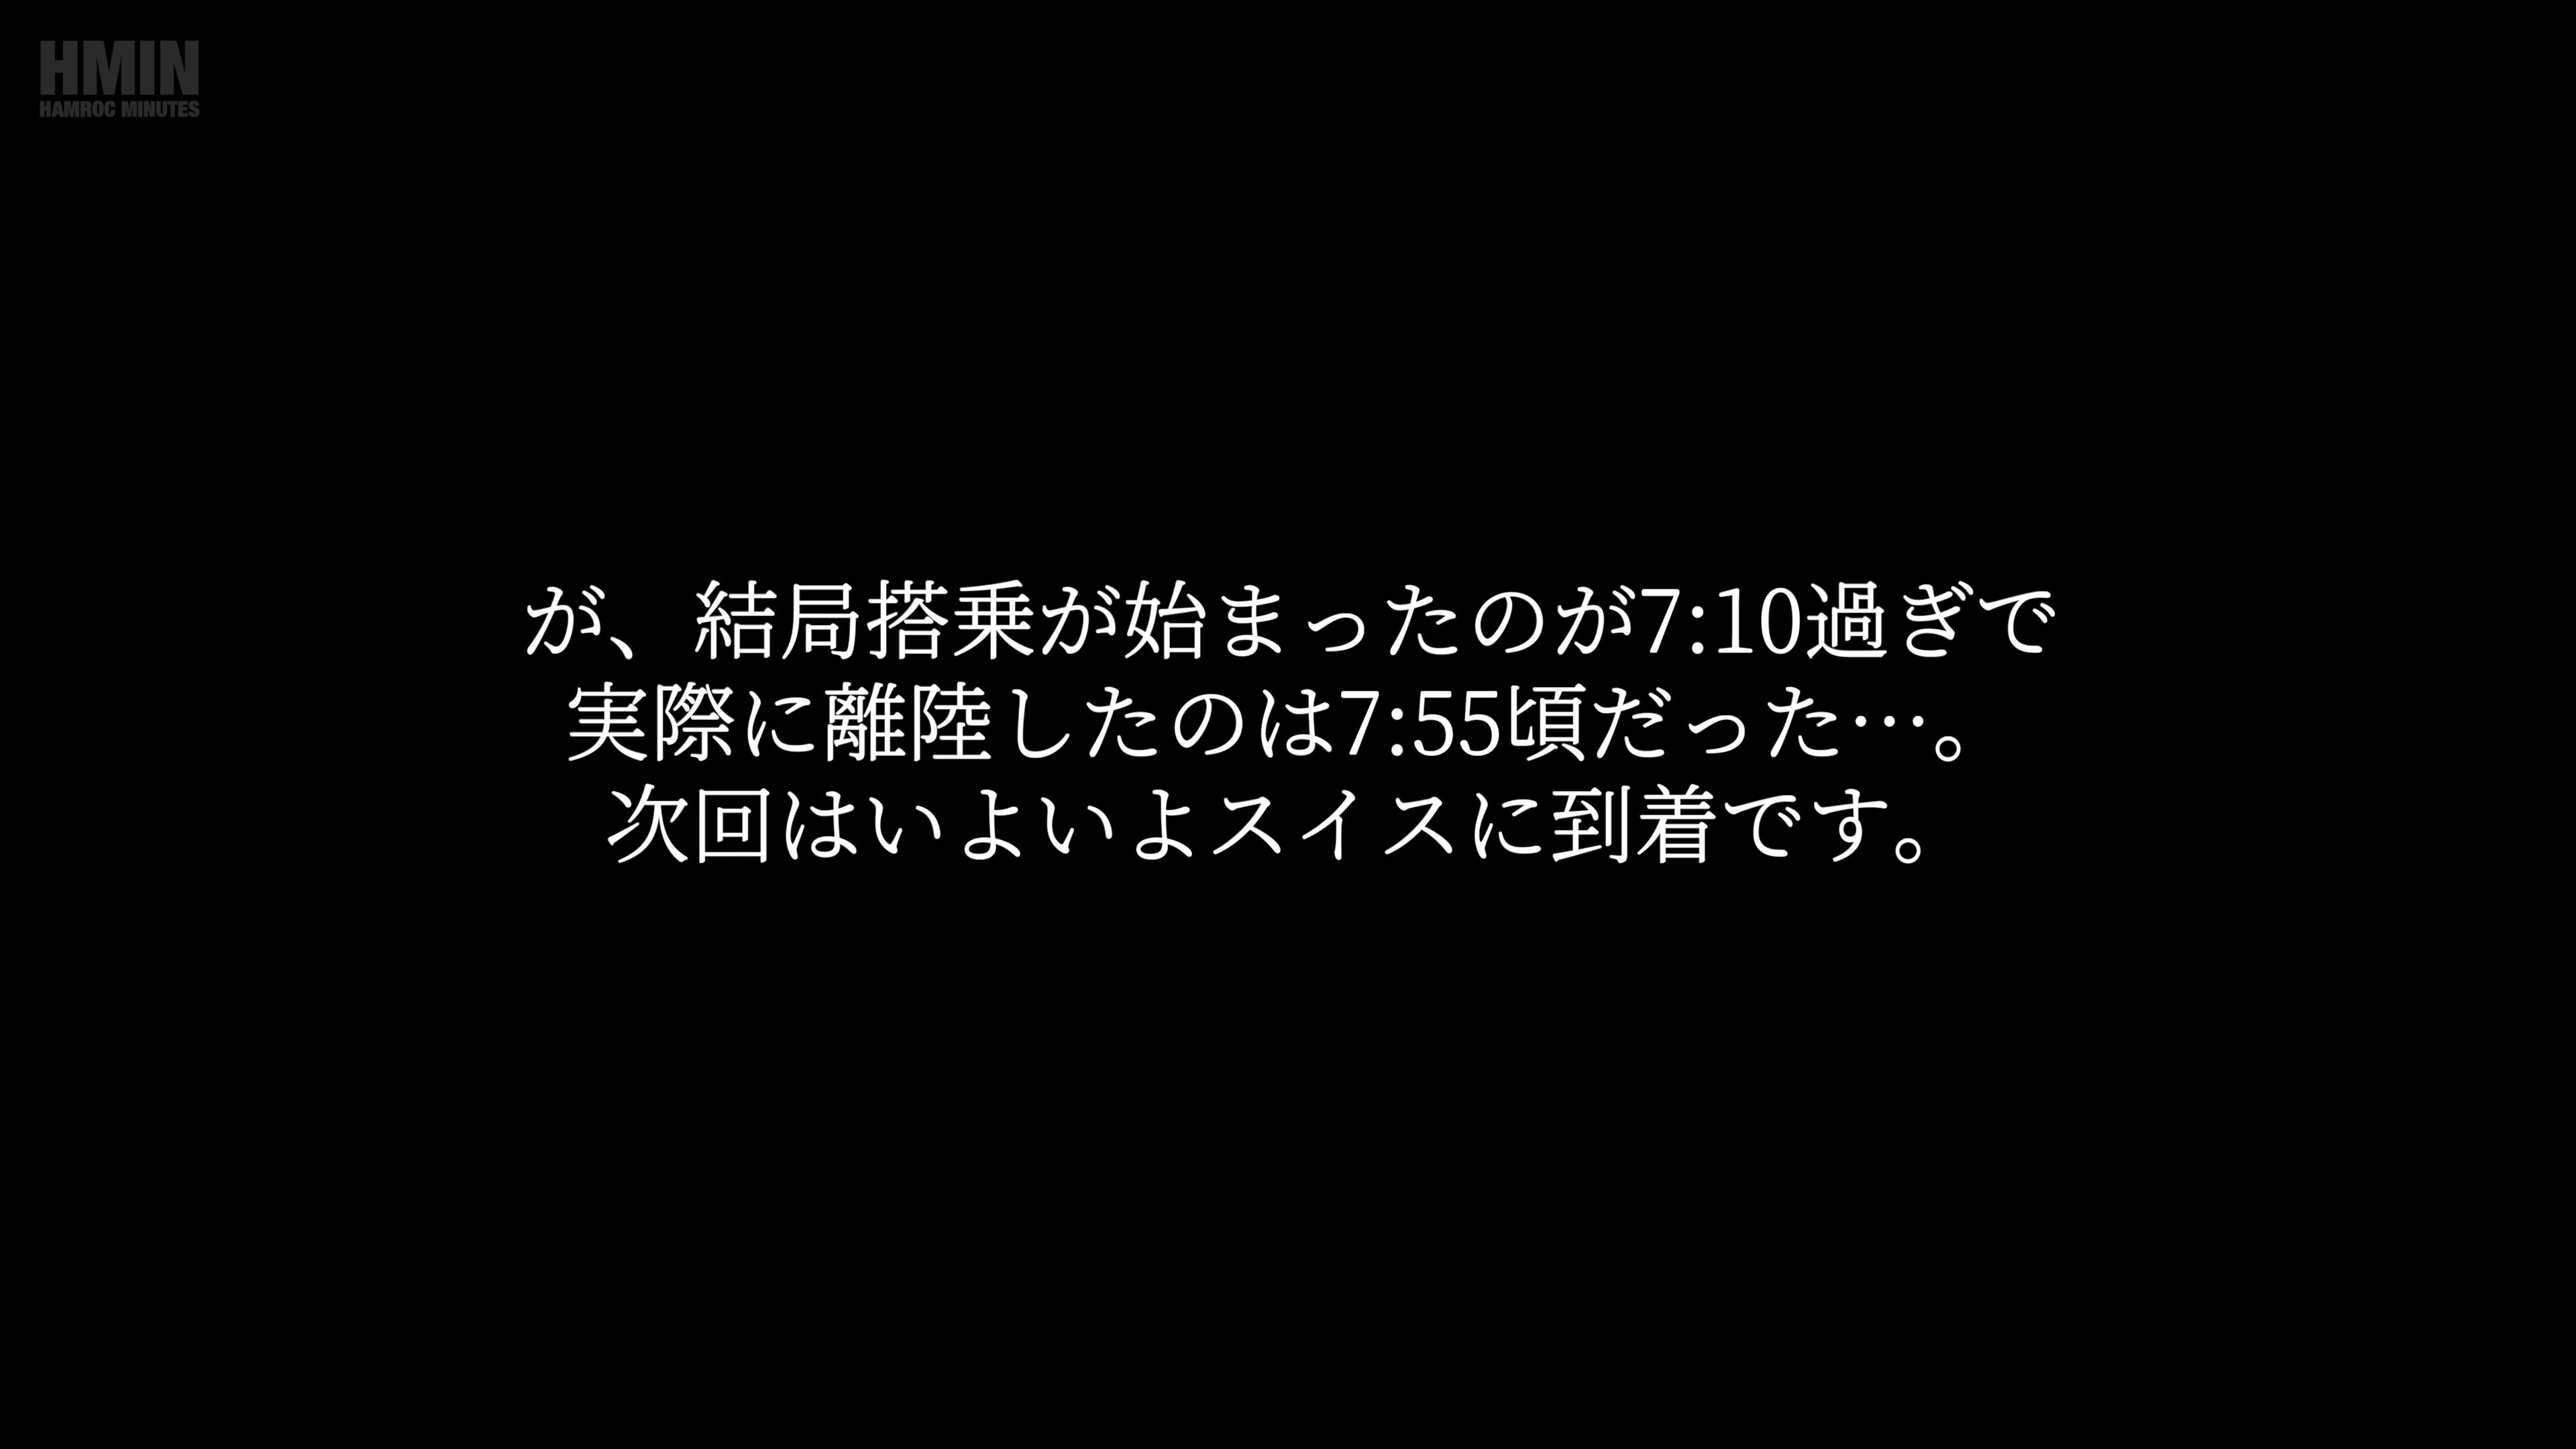 HMIN
HAMROC MINUTES
が、結局搭乗が始まったのが7:10過ぎで
実際に離陸したのは7:55頃だった…。
次回はいよいよスイスに到着です。